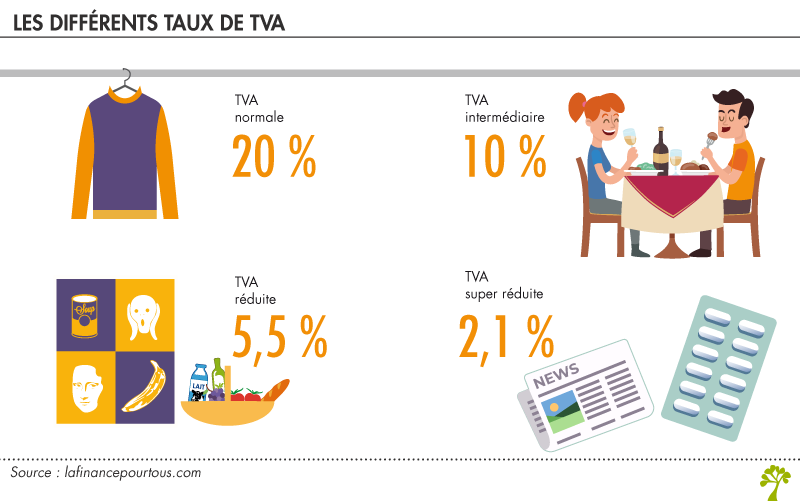 LES DIFFÉRENTS TAUX DE TVA
TVA
normale
20 %
TVA
intermédiaire
10 %
TVA
réduite
5,5 %
Soup
LAIT
TVA
super réduite
2,1 %
NEWS
Source : lafinancepourtous.com